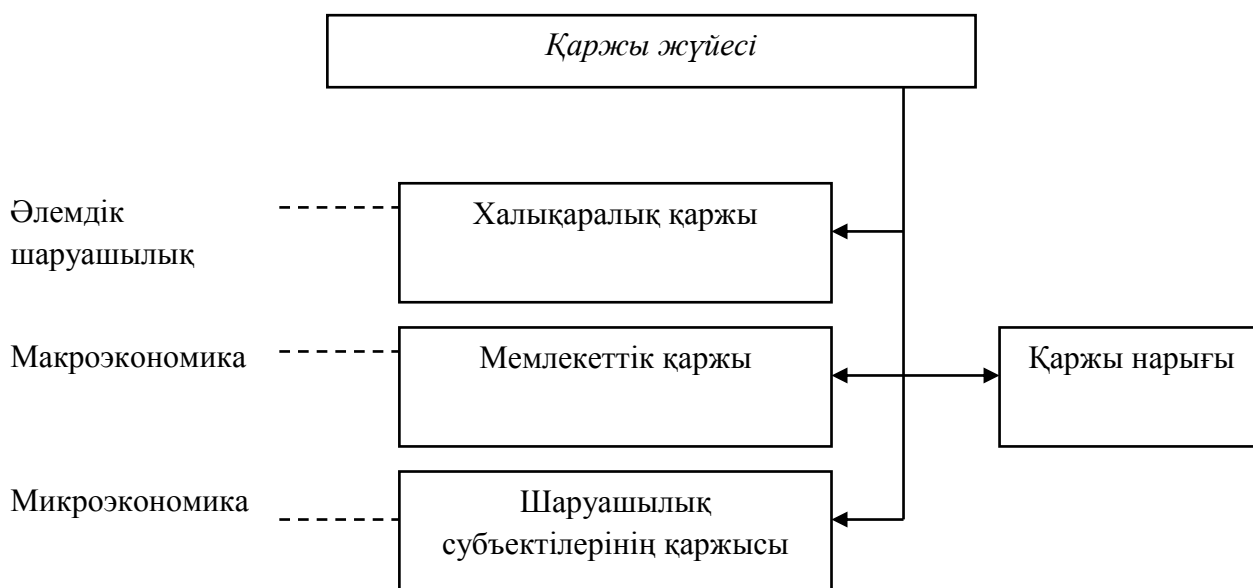 Қаржы жүйесі
Әлемдік
шаруашылық
Халықаралық қаржы
Макроэкономика
Мемлекеттік қаржы
Қаржы нарығы
Микроэкономика
Шаруашылық
субъектілерінің қаржысы